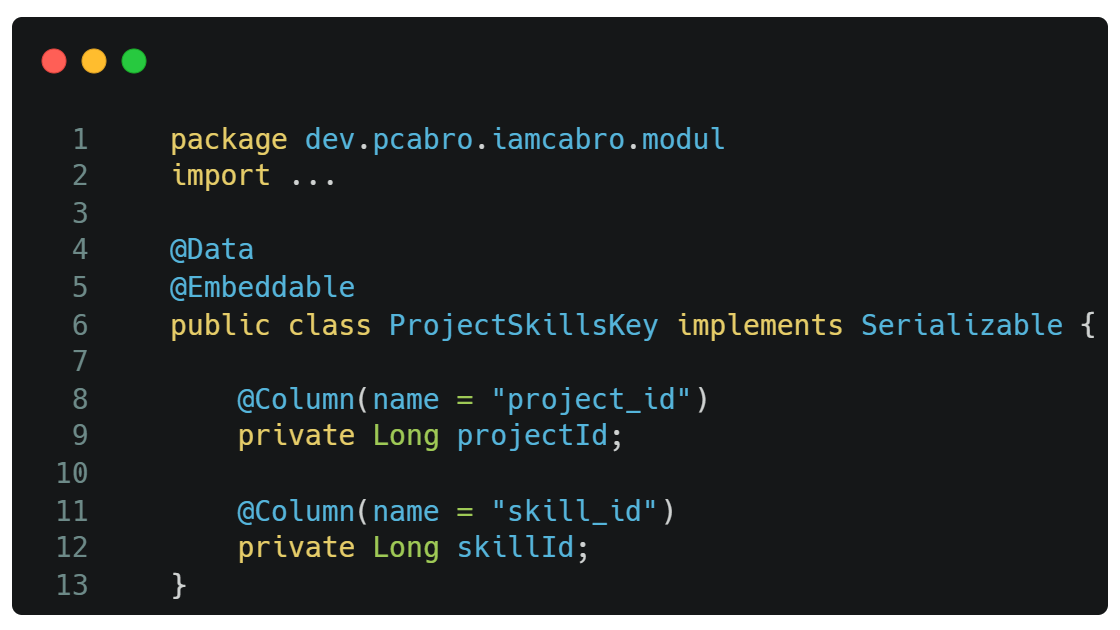 1 package dev.pcabro.iamcabro.modul
2 import ...
3
4 @Data
5 @Embeddable
6 public class ProjectSkillsKey implements Serializable {
7
8 @Column(name = "project_id")
9 private Long projectId;
10
11 @Column(name = "skill_id")
12 private Long skillId;
13 }